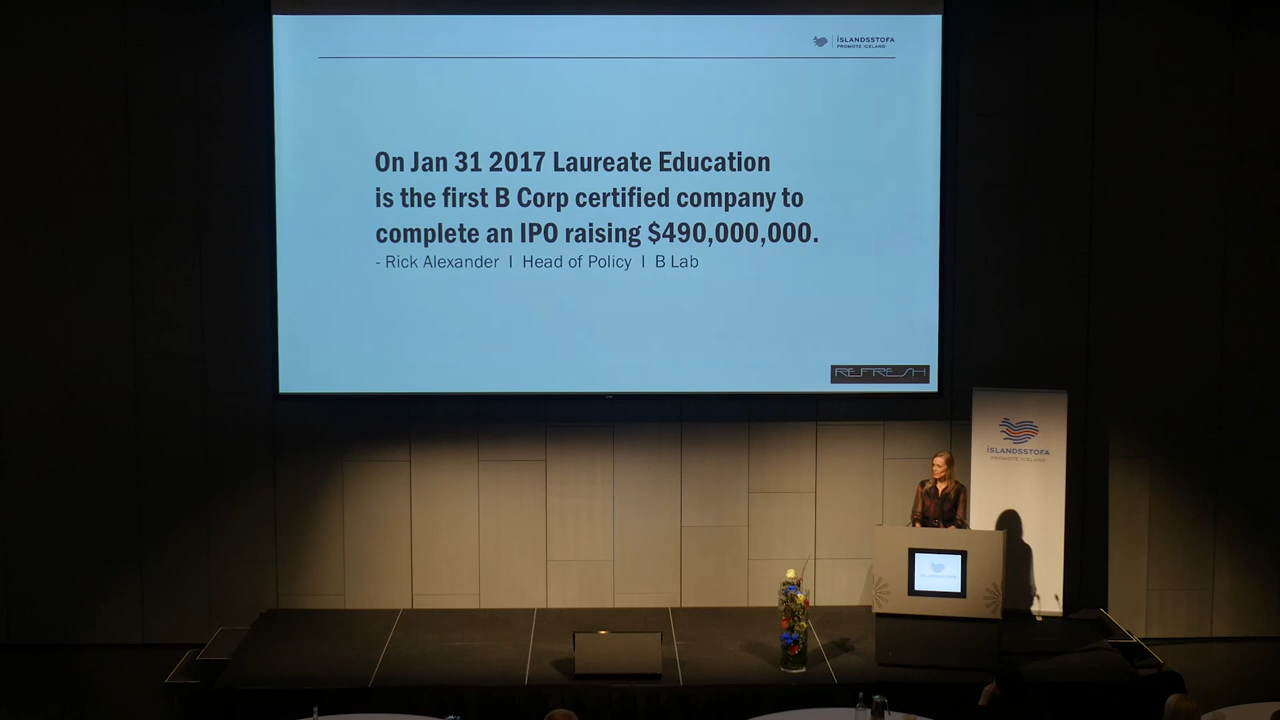 ÍSLANDSSTOFA
PROMOTE ICELAND
On Jan 31 2017 Laureate Education
is the first B Corp certified company to
complete an IPO raising $490,000,000.
- Rick Alexander I Head of Policy I B Lab
REFRESH
ÍSLANDSSTOFA
PROMOTE ICELAND